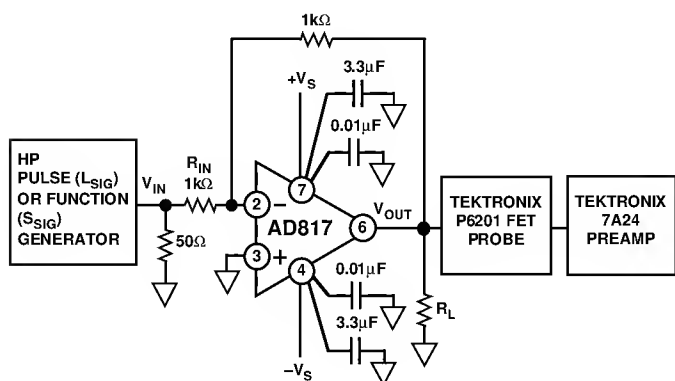 1kΩ
3.3µF
+VS
0.01µF
HP
PULSE (LSIG)
OR FUNCTION
(SSIG)
GENERATOR
VIN
RIN
1kΩ
50Ω
2
−
7
AD817
3
+
4
6
VOUT
TEKTRONIX
P6201 FET
PROBE
TEKTRONIX
7A24
PREAMP
0.01µF
3.3µF
RL
−VS